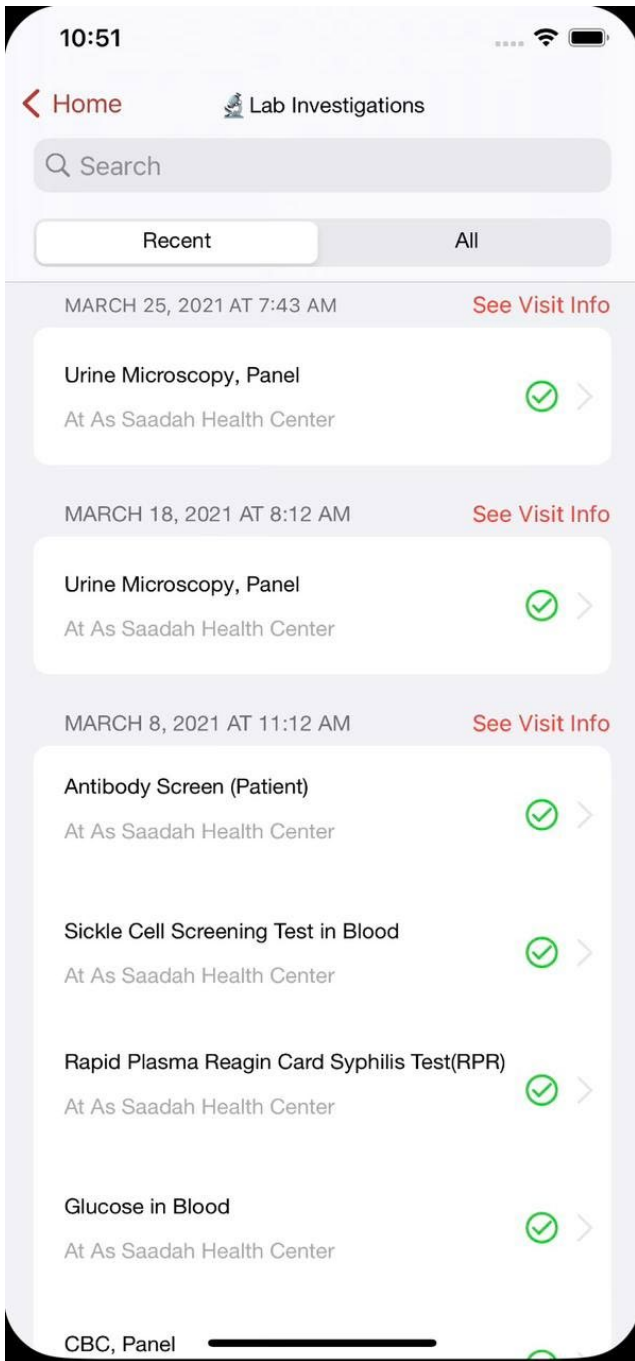 10:51
Home
Lab Investigations
Search
Recent
All
MARCH 25, 2021 AT 7:43 AM
See Visit Info
Urine Microscopy, Panel
At As Saadah Health Center
MARCH 18, 2021 AT 8:12 AM
See Visit Info
Urine Microscopy, Panel
At As Saadah Health Center
MARCH 8, 2021 AT 11:12 AM
See Visit Info
Antibody Screen (Patient)
At As Saadah Health Center
Sickle Cell Screening Test in Blood
At As Saadah Health Center
Rapid Plasma Reagin Card Syphilis Test(RPR)
At As Saadah Health Center
Glucose in Blood
At As Saadah Health Center
CBC, Panel